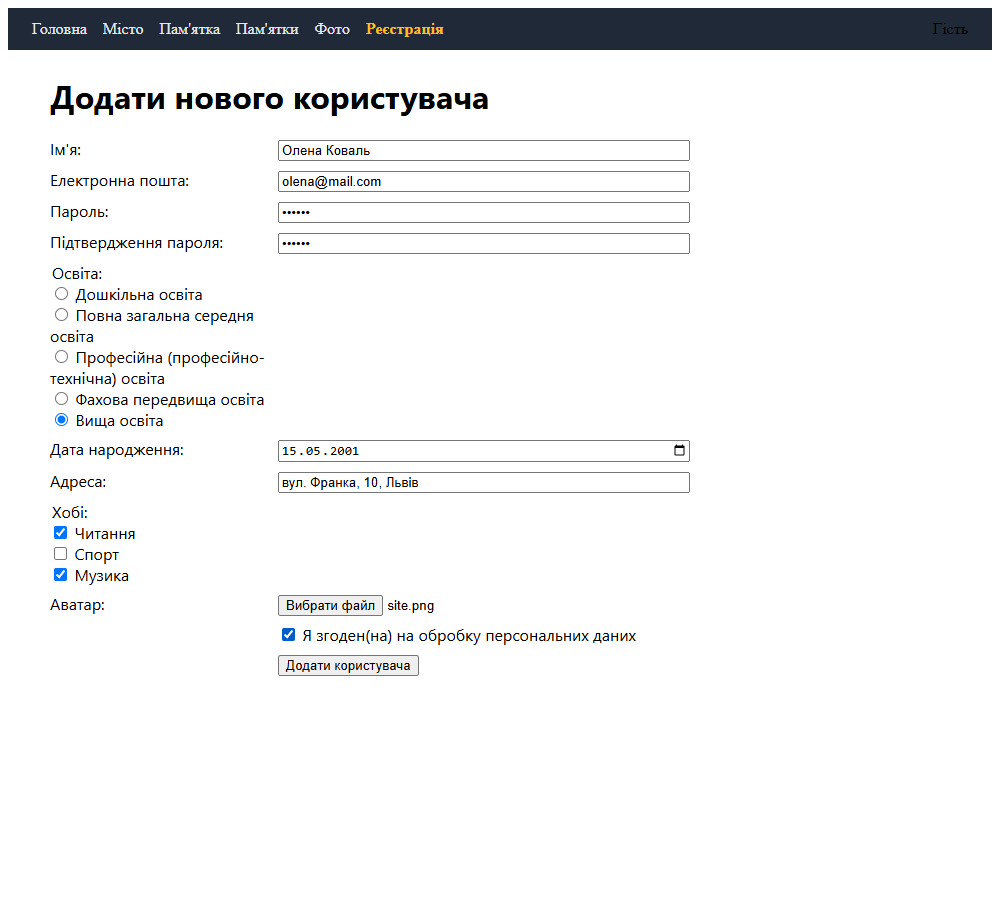 Головна Місто Пам'ятка Пам'ятки Фото Реєстрація Гість
Додати нового користувача
Ім'я: Олена Коваль
Електронна пошта: olena@mail.com
Пароль: ••••••
Підтвердження пароля: ••••••
Освіта:
Дошкільна освіта
Повна загальна середня
освіта
Професійна (професійно-
технічна) освіта
Фахова передвища освіта
Вища освіта
Дата народження: 15.05.2001
Адреса: вул. Франка, 10, Львів
Хобі:
Читання
Спорт
Музика
Аватар: Вибрати файл site.png
Я згоден(на) на обробку персональних даних
Додати користувача